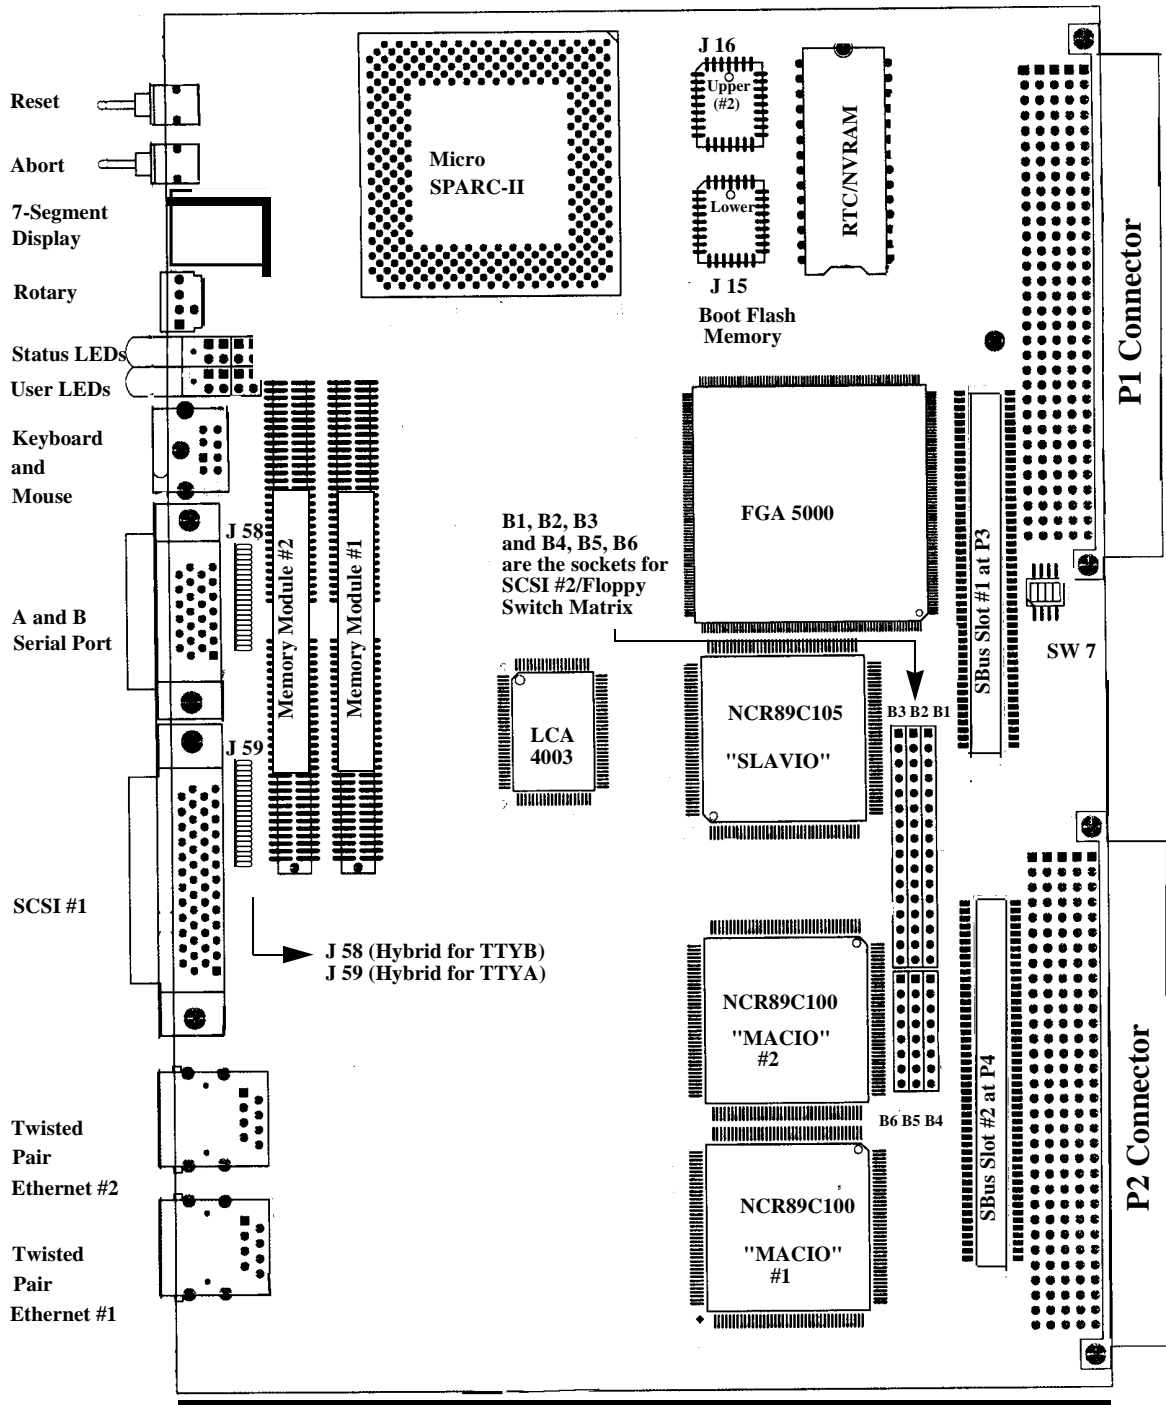 Reset
Abort
7-Segment
Display
Rotary
Status LEDs
User LEDs
Keyboard
and
Mouse
A and B
Serial Port
SCSI #1
Twisted
Pair
Ethernet #2
Twisted
Pair
Ethernet #1
Micro
SPARC-II
J 16
Upper
(#2)
Lower
J 15
Boot Flash
Memory
RTC/NVRAM
P1 Connector
J 58
J 59
Memory Module #2
Memory Module #1
J 58 (Hybrid for TTYB)
J 59 (Hybrid for TTYA)
B1, B2, B3
and B4, B5, B6
are the sockets for
SCSI #2/Floppy
Switch Matrix
FGA 5000
SBus Slot #1 at P3
SW 7
LCA
4003
NCR89C105
"SLAVIO"
B3 B2 B1
NCR89C100
"MACIO"
#2
B6 B5 B4
NCR89C100
"MACIO"
#1
SBus Slot #2 at P4
P2 Connector